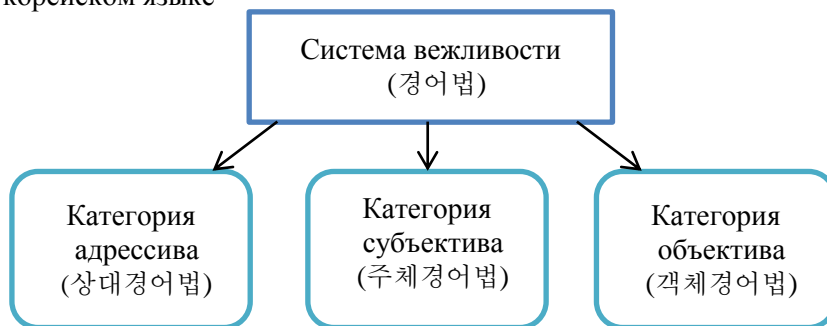 корейском языке
Система вежливости
(경어법)
Категория
адрессива
(상대경어법)
Категория
субъектива
(주체경어법)
Категория
объектива
(객체경어법)